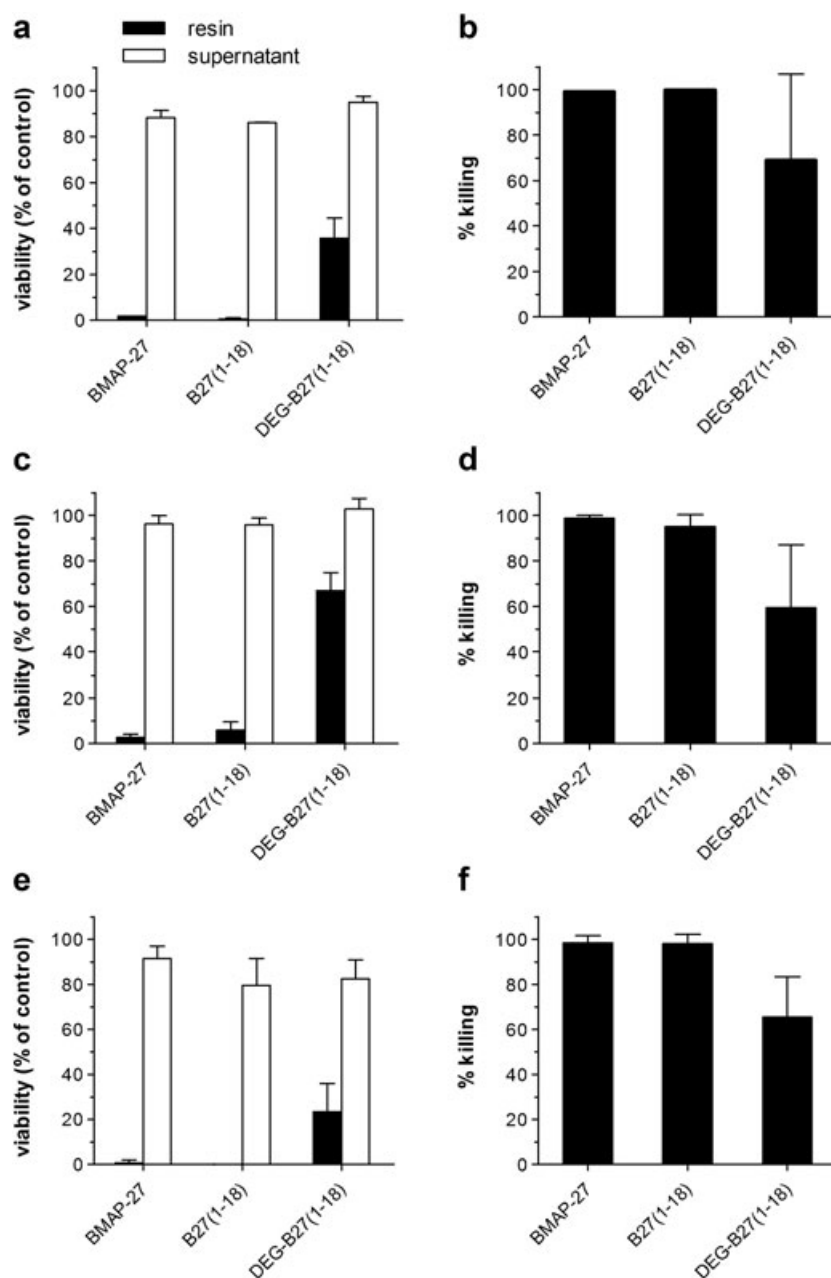 a
resin
supernatant
viability (% of control)
100
80
60
40
20
0
BMAP-27
B27(1-18)
DEG-B27(1-18)
b
% killing
100
80
60
40
20
0
BMAP-27
B27(1-18)
DEG-B27(1-18)
c
viability (% of control)
100
80
60
40
20
0
BMAP-27
B27(1-18)
DEG-B27(1-18)
d
% killing
100
80
60
40
20
0
BMAP-27
B27(1-18)
DEG-B27(1-18)
e
viability (% of control)
100
80
60
40
20
0
BMAP-27
B27(1-18)
DEG-B27(1-18)
f
% killing
100
80
60
40
20
0
BMAP-27
B27(1-18)
DEG-B27(1-18)